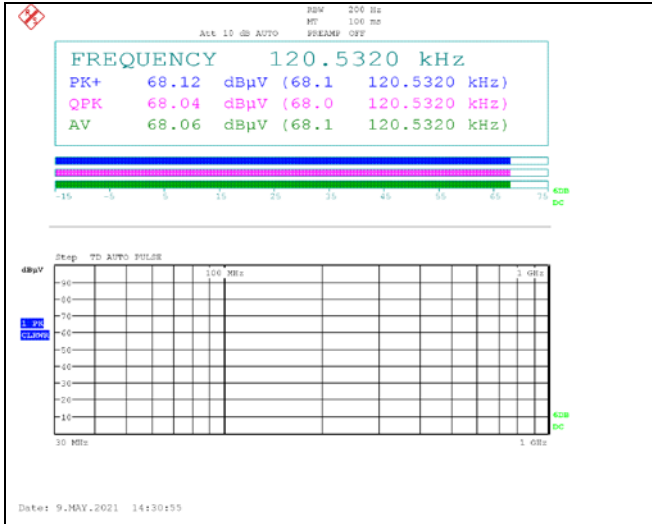 RBW 200 Hz
MT 100 ms
Att 10 dB AUTO PREAMP OFF
FREQUENCY 120.5320 kHz
PK+ 68.12 dBµV (68.1 120.5320 kHz)
QPK 68.04 dBµV (68.0 120.5320 kHz)
AV 68.06 dBµV (68.1 120.5320 kHz)
-15 -5 5 15 25 35 45 55 65 75
6DB
DC
Step TD AUTO PULSE
dBµV
100 MHz 1 GHz
90
80
70
1 PK
CLRWR
60
50
40
30
20
10
6DB
DC
30 MHz 1 GHz
Date: 9.MAY.2021 14:30:55